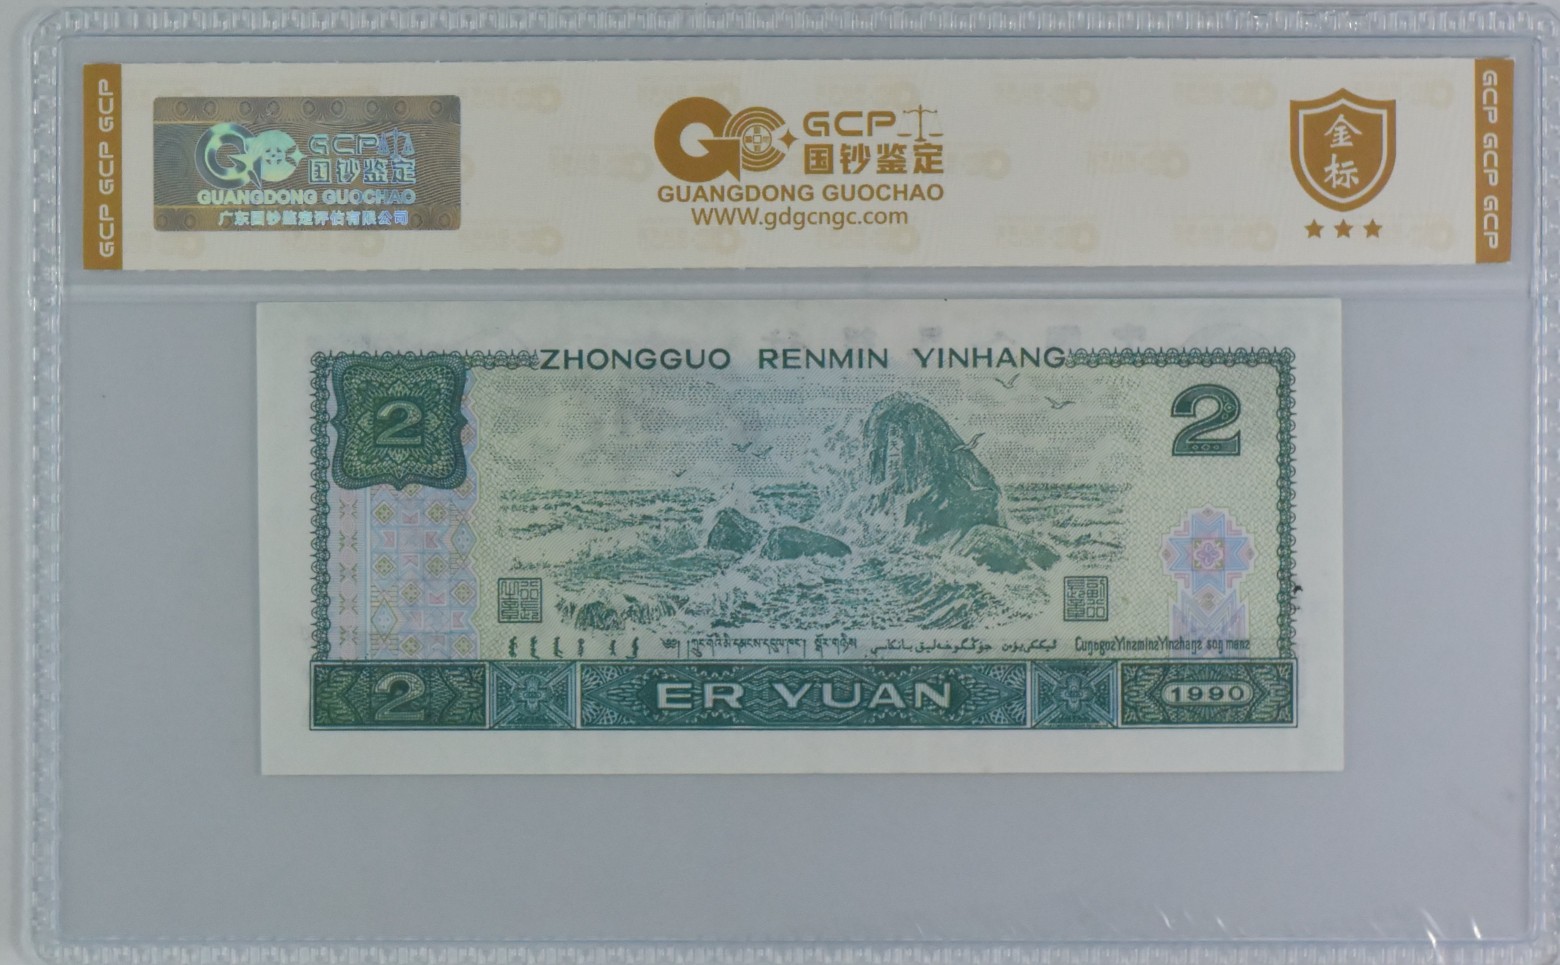 GCP GCP GCP
GCP
国钞鉴定
GUANGDONG GUOCHAO
广东国钞鉴定评估有限公司
GCP
国钞鉴定
GUANGDONG GUOCHAO
WWW.gdgcngc.com
金
标
GCP GCP GCP
ZHONGGUO RENMIN YINHANG
2
2
2
ER YUAN
1990